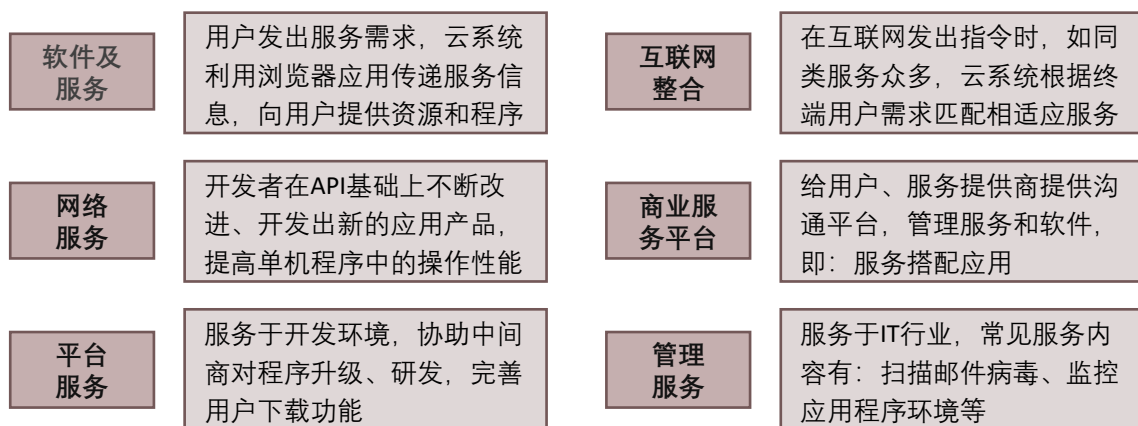 软件及
服务
用户发出服务需求，云系统
利用浏览器应用传递服务信
息，向用户提供资源和程序
互联网
整合
在互联网发出指令时，如同
类服务众多，云系统根据终
端用户需求匹配相适应服务
网络
服务
开发者在API基础上不断改
进、开发出新的应用产品，
提高单机程序中的操作性能
商业服
务平台
给用户、服务提供商提供沟
通平台，管理服务和软件，
即：服务搭配应用
平台
服务
服务于开发环境，协助中间
商对程序升级、研发，完善
用户下载功能
管理
服务
服务于IT行业，常见服务内
容有：扫描邮件病毒、监控
应用程序环境等